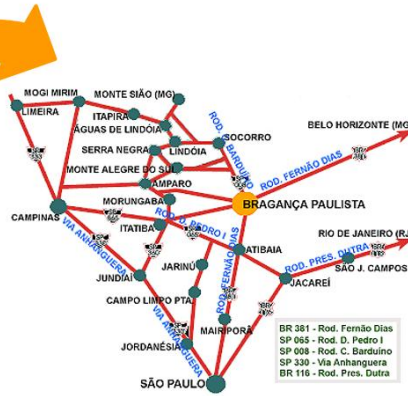 MOGI MIRIM
MONTE SIÃO (MG)
LIMEIRA
ITAPIRA
ÁGUAS DE LINDÓIA
SOCORRO
SERRA NEGRA
LINDÓIA
ROD. C. BARDUÍNO
BELO HORIZONTE (MG
MONTE ALEGRE DO SUL
ROD. FERNÃO DIAS
AMPARO
MORUNGABA
BRAGANÇA PAULISTA
CAMPINAS
ROD. D. PEDRO I
ITATIBA
RIO DE JANEIRO (RJ
VIA ANHANGUERA
ATIBAIA
ROD. PRES. DUTRA
SÃO J. CAMPOS
JARINÚ
ROD. FERNÃO DIAS
JUNDIAÍ
JACAREÍ
CAMPO LIMPO PTA.
VIA ANHANGUERA
MAIRIPORÃ
JORDANÉSIA
SÃO PAULO
BR 381 - Rod. Fernão Dias
SP 065 - Rod. D. Pedro I
SP 008 - Rod. C. Barduíno
SP 330 - Via Anhanguera
BR 116 - Rod. Pres. Dutra